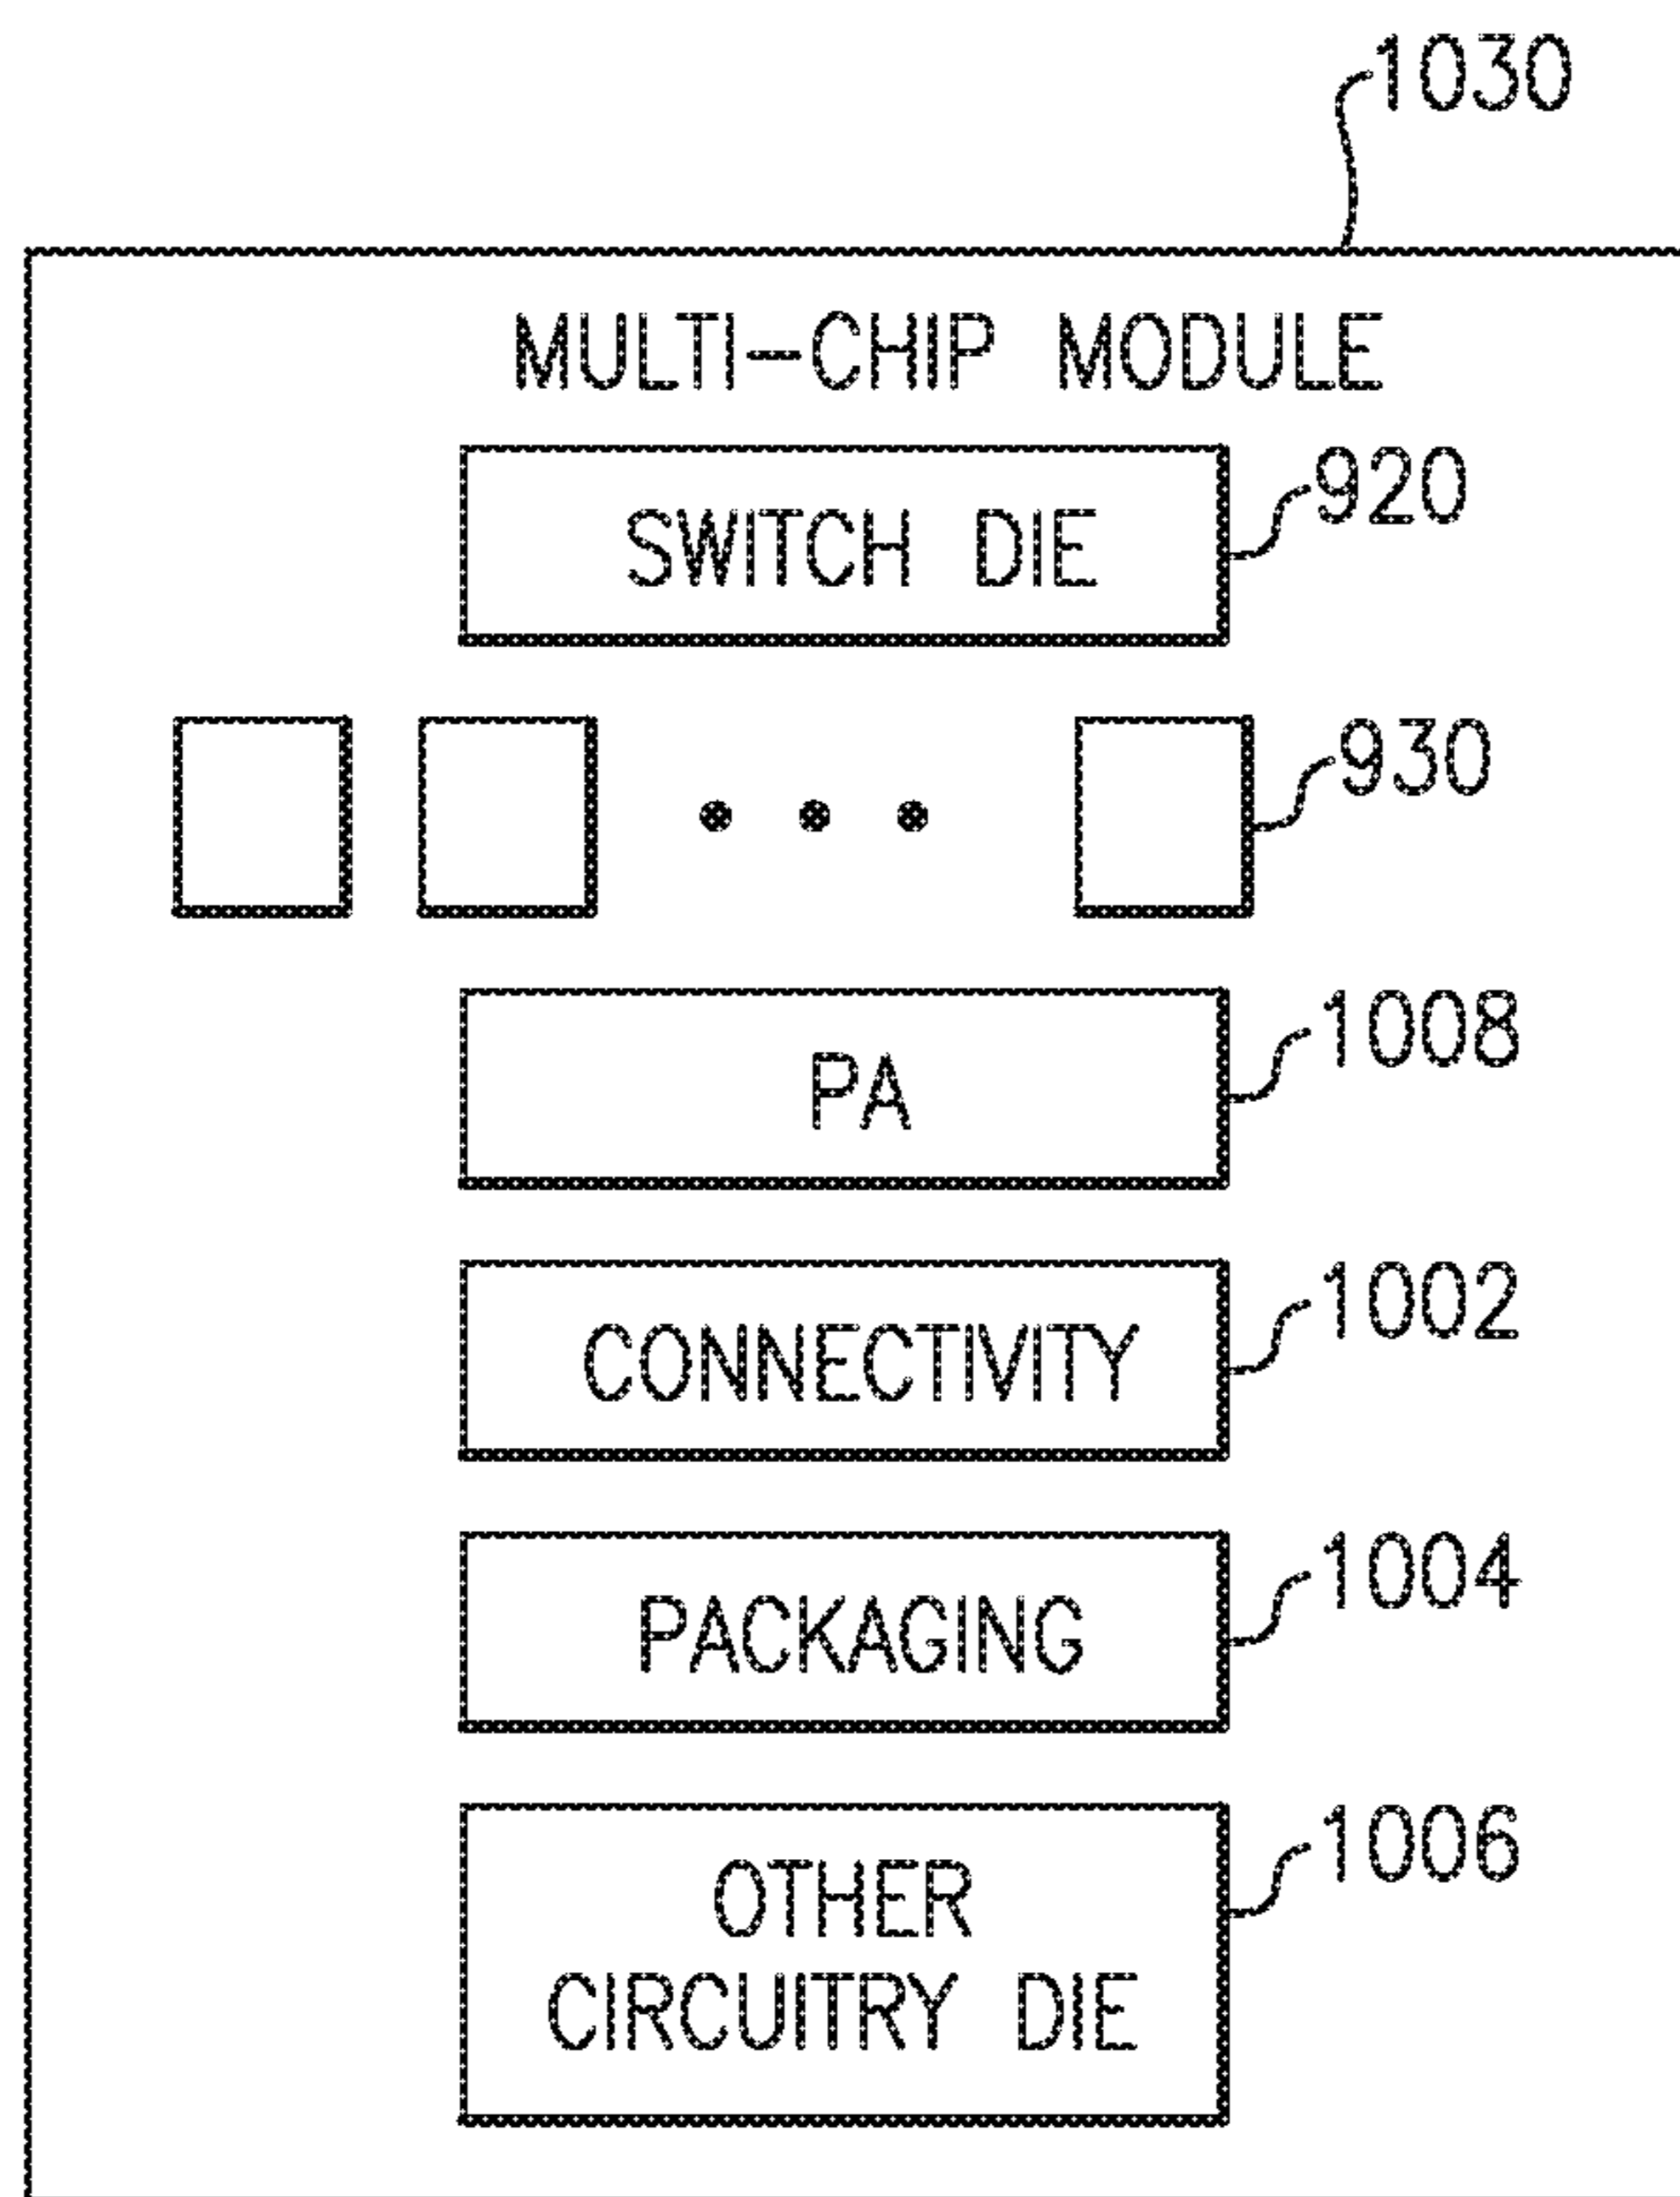 1030
MULTI-CHIP MODULE
SWITCH DIE
920
930
PA
1008
CONNECTIVITY
1002
PACKAGING
1004
OTHER
CIRCUITRY DIE
1006